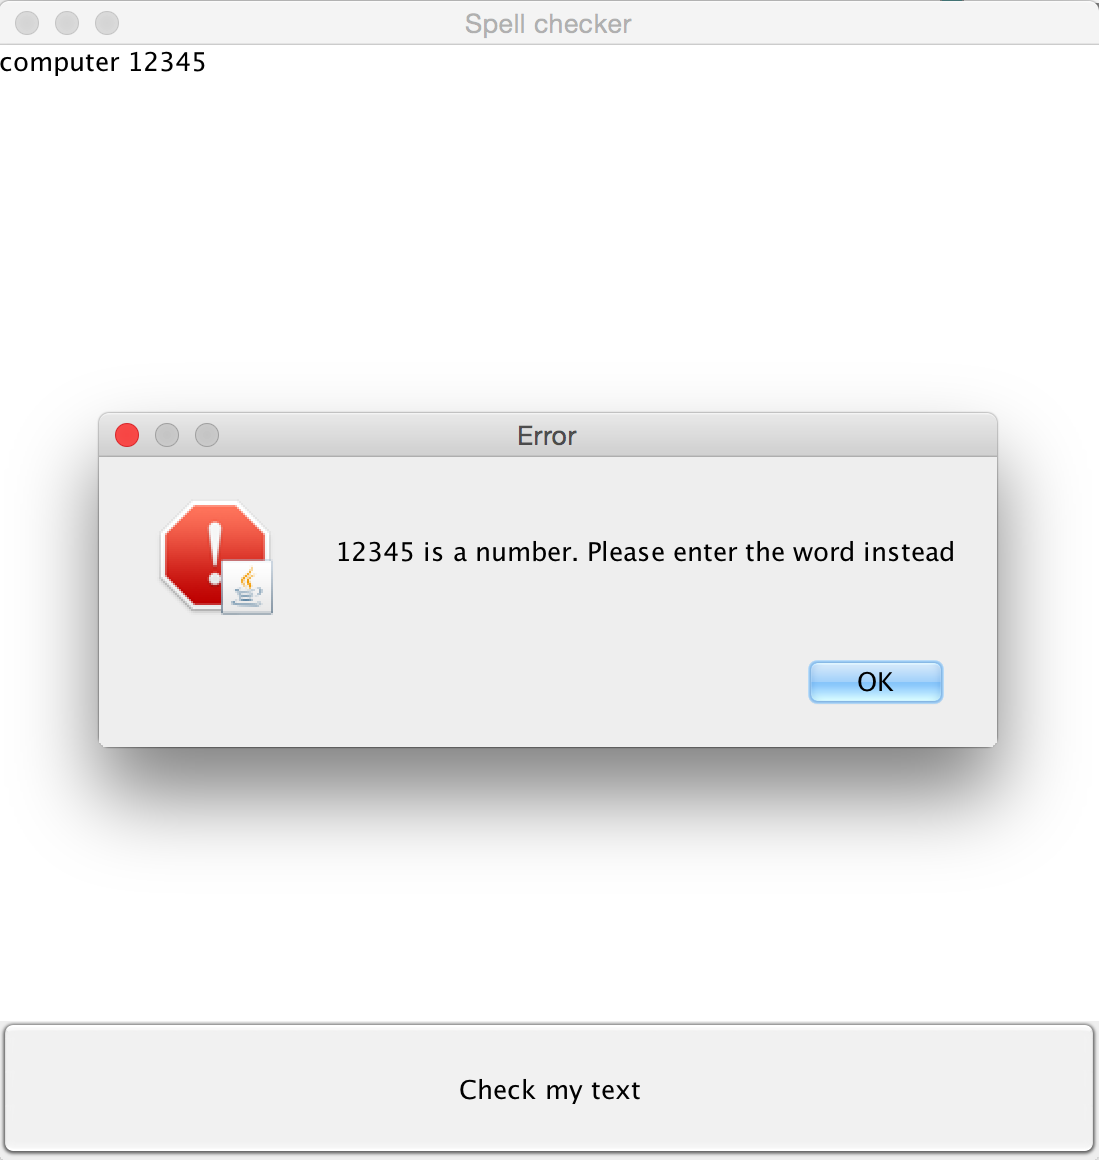 Spell checker
computer 12345
Error
12345 is a number. Please enter the word instead
OK
Check my text